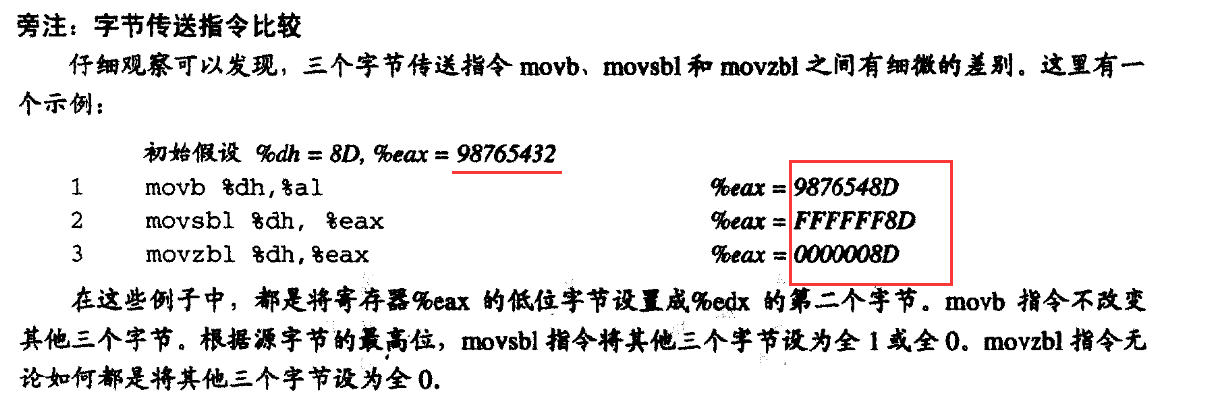 旁注：字节传送指令比较
仔细观察可以发现，三个字节传送指令 movb、movsbl 和 movzbl 之间有细微的差别。这里有一
个示例：
初始假设 %dh = 8D, %eax = 98765432
1 movb %dh,%al %eax = 9876548D
2 movsbl %dh, %eax %eax = FFFFFF8D
3 movzbl %dh,%eax %eax = 0000008D
在这些例子中，都是将寄存器%eax 的低位字节设置成%edx 的第二个字节。movb 指令不改变
其他三个字节。根据源字节的最高位，movsbl 指令将其他三个字节设为全 1 或全 0。movzbl 指令无
论如何都是将其他三个字节设为全 0。